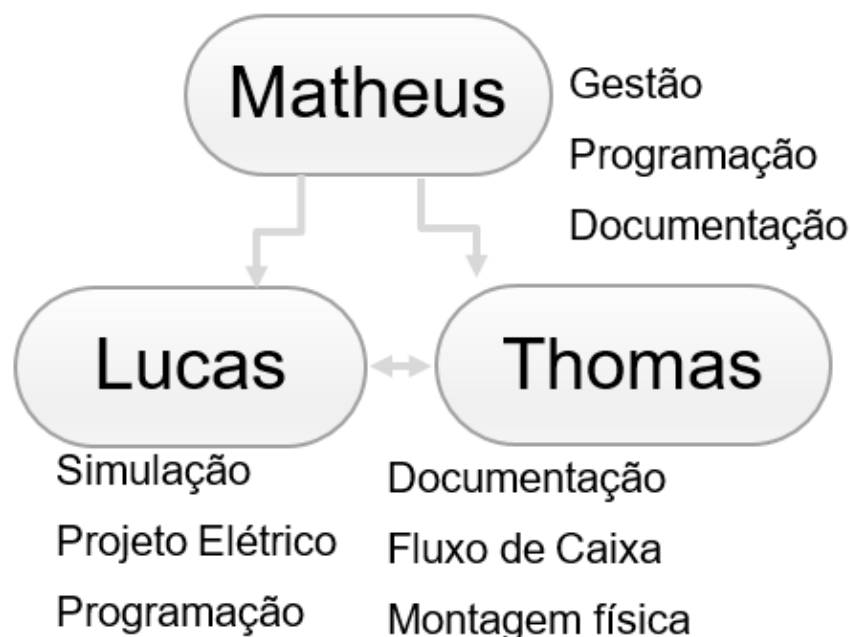 Matheus
Gestão
Programação
Documentação
Lucas
Simulação
Projeto Elétrico
Programação
Thomas
Documentação
Fluxo de Caixa
Montagem física